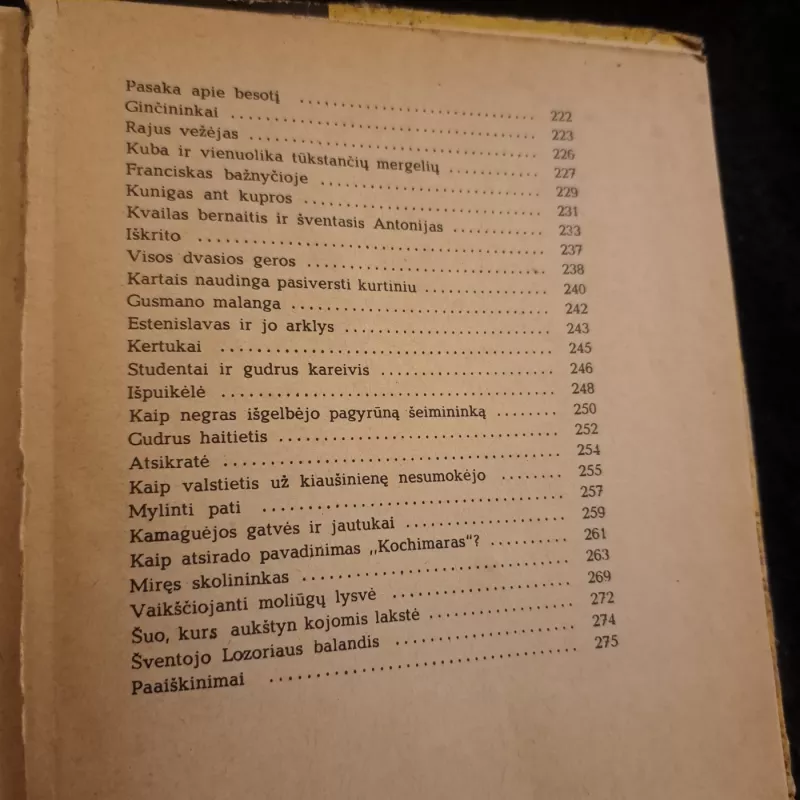 Pasaka apie besotį .............................. 222
Ginčininkai .............................. 223
Rajus vežėjas .............................. 226
Kuba ir vienuolika tūkstančių mergelių ............ 227
Franciskas bažnyčioje .............................. 229
Kunigas ant kupros .............................. 231
Kvailas bernaitis ir šventasis Antonijas ............ 233
Iškrito .............................. 237
Visos dvasios geros .............................. 238
Kartais naudinga pasiversti kurtiniu ............ 240
Gusmano malanga .............................. 242
Estenislavas ir jo arklys .............................. 243
Kertukai .............................. 245
Studentai ir gudrus kareivis .............................. 246
Išpuikėlė .............................. 248
Kaip negras išgelbėjo pagyrūną šeimininką ........ 250
Gudrus haitietis .............................. 252
Atsikratė .............................. 254
Kaip valstietis už kiaušinienę nesumokėjo ........ 255
Mylinti pati .............................. 257
Kamaguėjos gatvės ir jautukai .................. 259
Kaip atsirado pavadinimas „Kochimaras“? .......... 261
Miręs skolininkas .............................. 263
Vaikščiojanti moliūgų lysvė .................... 269
Šuo, kurs aukštyn kojomis lakstė ................ 272
Šventojo Lozoriaus balandis .................... 274
Paaiškinimai .............................. 275